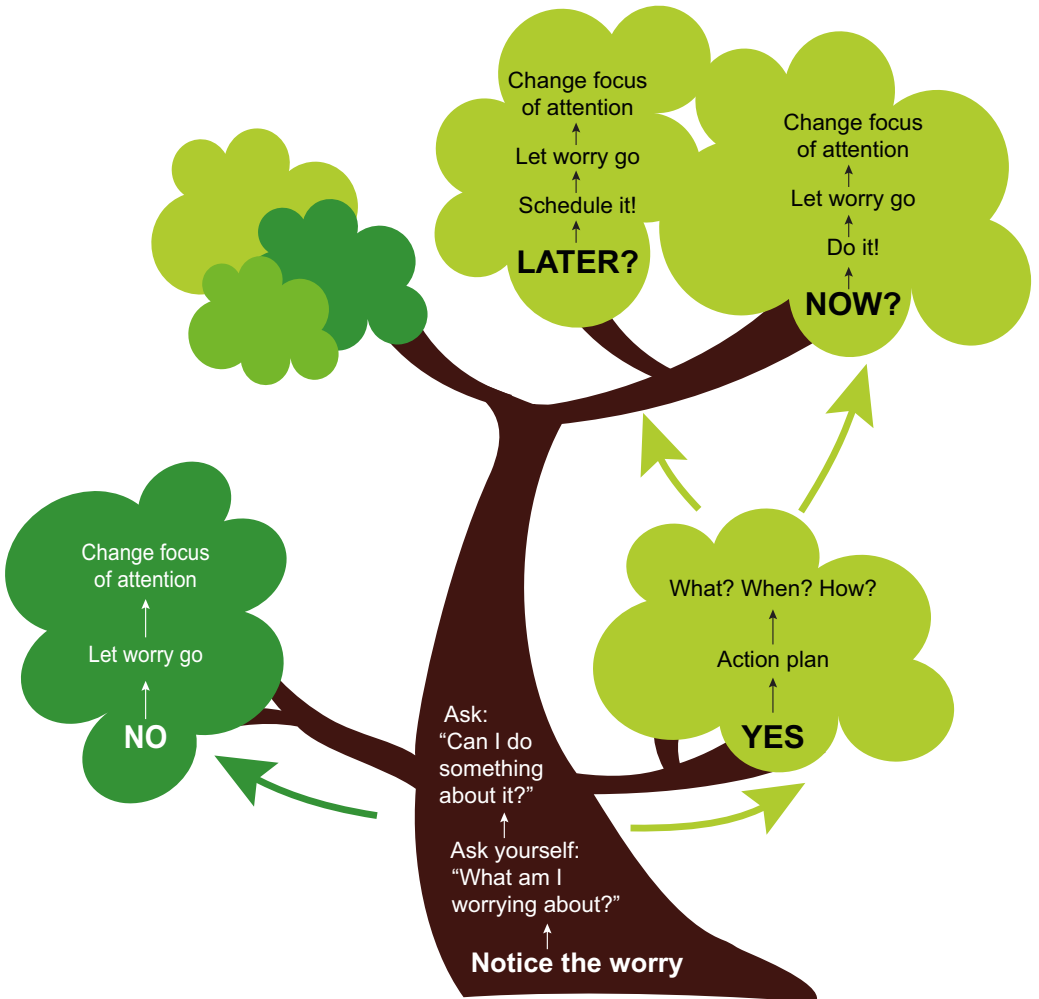 Notice the worry
Ask yourself:
“What am I
worrying about?”
Ask:
“Can I do
something
about it?”
NO
Let worry go
Change focus
of attention
YES
Action plan
What? When? How?
LATER?
Schedule it!
Let worry go
Change focus
of attention
NOW?
Do it!
Let worry go
Change focus
of attention